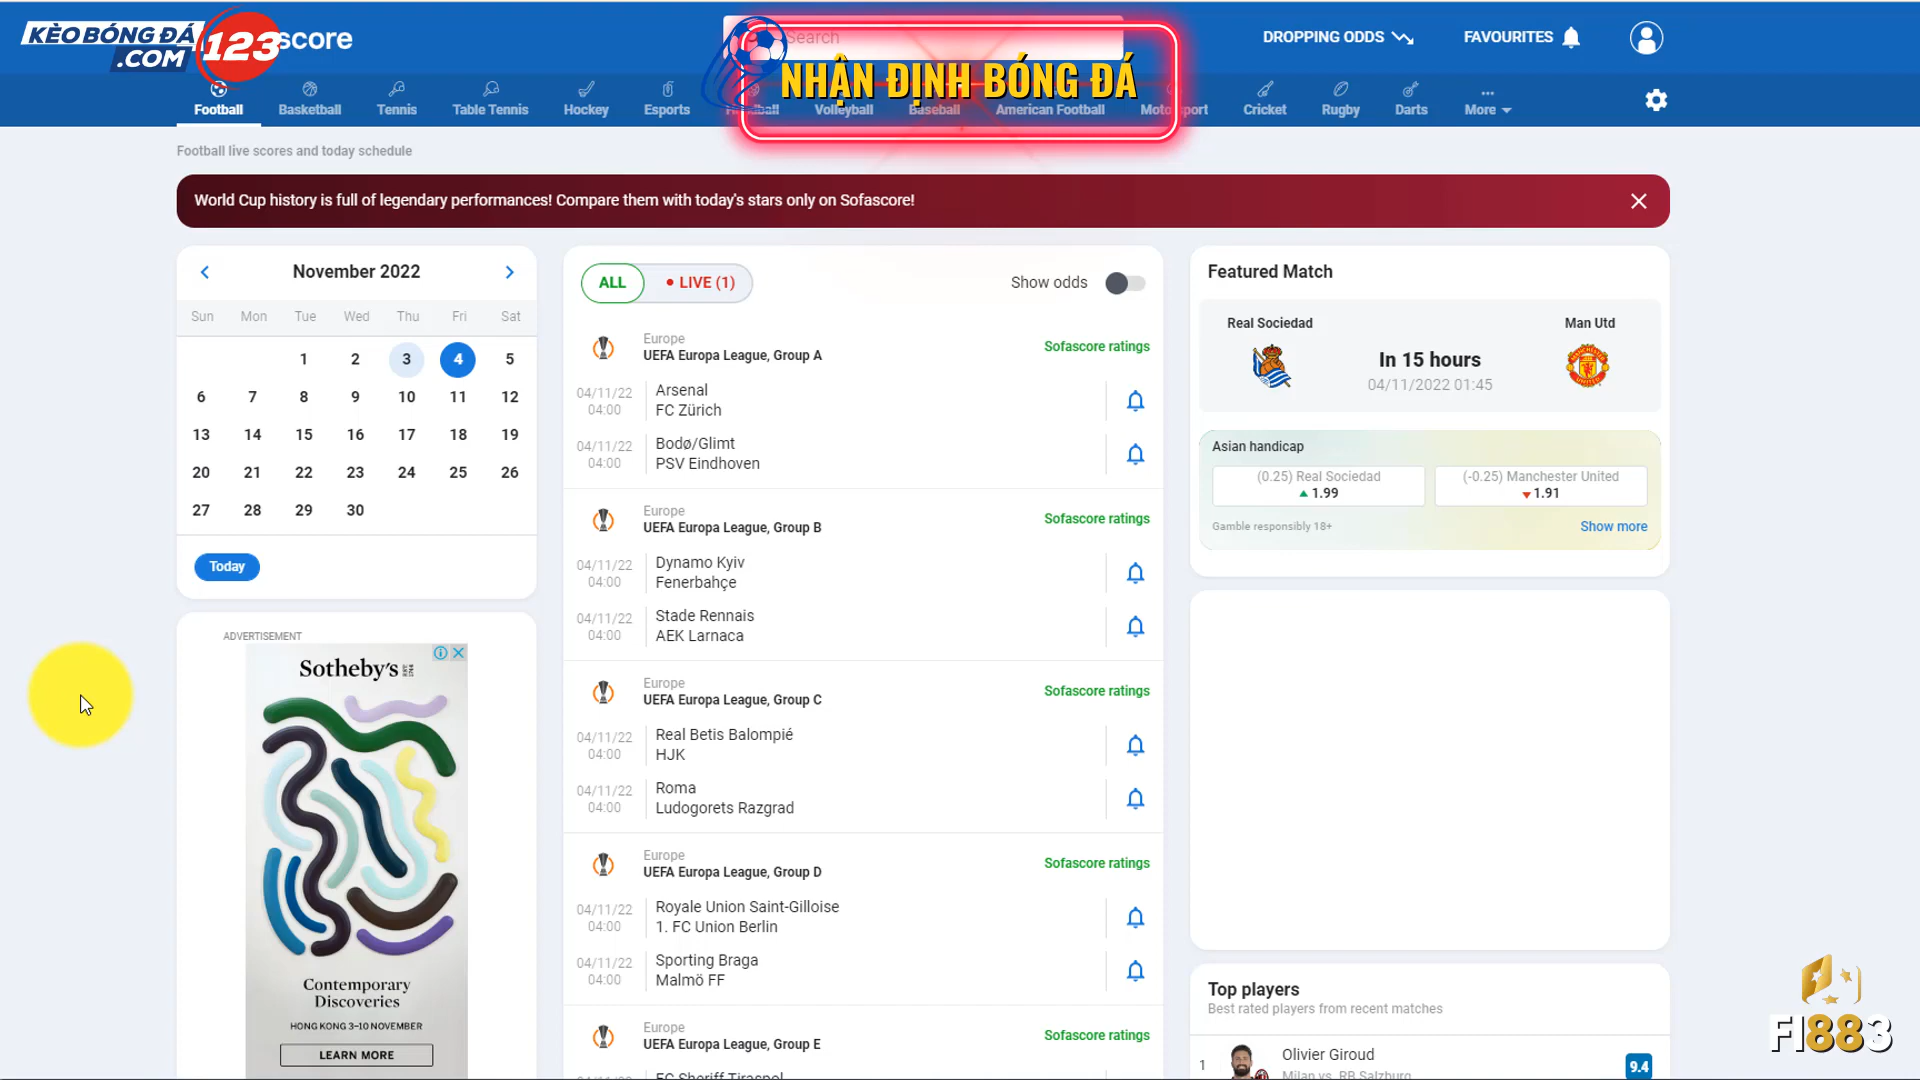 KÈO BÓNG ĐÁ
.COM
123
score
Search
NHẬN ĐỊNH BÓNG ĐÁ
DROPPING ODDS
FAVOURITES
Football
Basketball
Tennis
Table Tennis
Hockey
Esports
Volleyball
Baseball
American Football
Cricket
Rugby
Darts
More
Football live scores and today schedule
World Cup history is full of legendary performances! Compare them with today's stars only on Sofascore!
November 2022
Sun Mon Tue Wed Thu Fri Sat
1 2 3 4 5
6 7 8 9 10 11 12
13 14 15 16 17 18 19
20 21 22 23 24 25 26
27 28 29 30
Today
ADVERTISEMENT
Sotheby's
Contemporary
Discoveries
HONG KONG 3–10 NOVEMBER
LEARN MORE
ALL
LIVE (1)
Show odds
Europe
UEFA Europa League, Group A
Sofascore ratings
04/11/22
04:00
Arsenal
FC Zürich
04/11/22
04:00
Bodø/Glimt
PSV Eindhoven
Europe
UEFA Europa League, Group B
Sofascore ratings
04/11/22
04:00
Dynamo Kyiv
Fenerbahçe
04/11/22
04:00
Stade Rennais
AEK Larnaca
Europe
UEFA Europa League, Group C
Sofascore ratings
04/11/22
04:00
Real Betis Balompié
HJK
04/11/22
04:00
Roma
Ludogorets Razgrad
Europe
UEFA Europa League, Group D
Sofascore ratings
04/11/22
04:00
Royale Union Saint-Gilloise
1. FC Union Berlin
04/11/22
04:00
Sporting Braga
Malmö FF
Europe
UEFA Europa League, Group E
Sofascore ratings
Featured Match
Real Sociedad
Man Utd
In 15 hours
04/11/2022 01:45
Asian handicap
(0.25) Real Sociedad
1.99
(-0.25) Manchester United
1.91
Gamble responsibly 18+
Show more
Top players
Best rated players from recent matches
1
Olivier Giroud
Milan vs. RB Salzburg
9.4
FI883